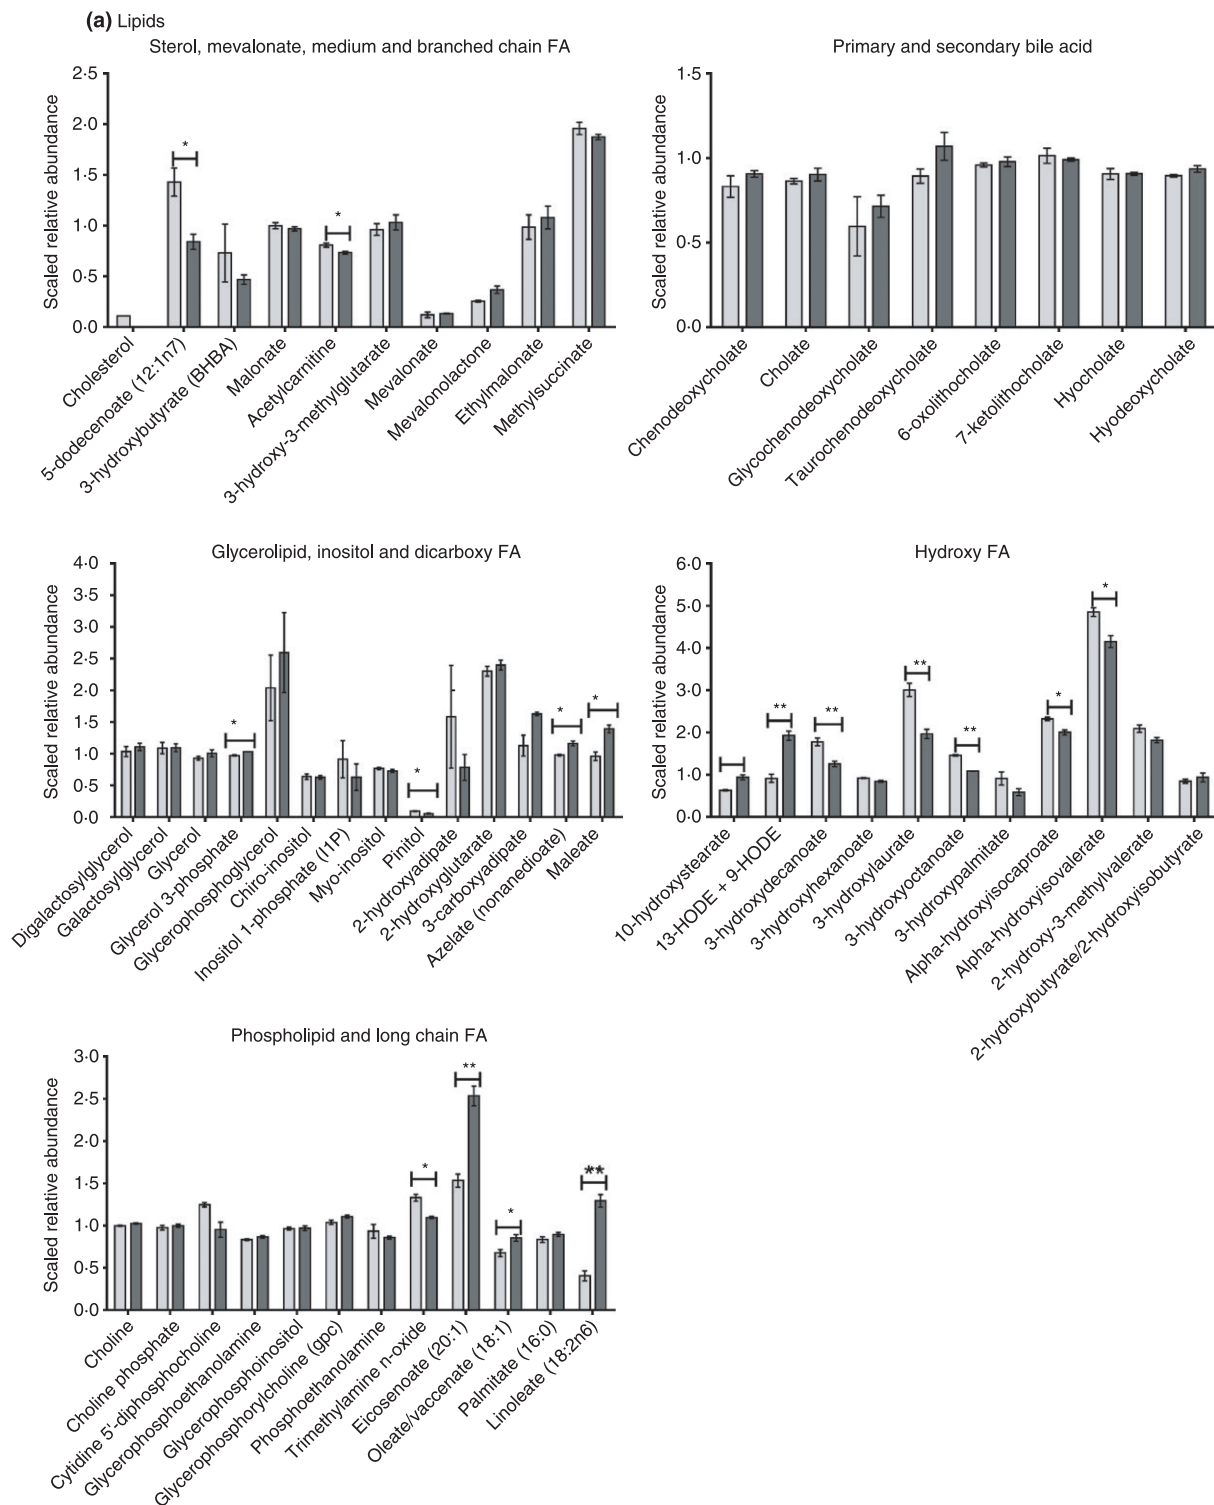 (a) Lipids
Sterol, mevalonate, medium and branched chain FA
Scaled relative abundance
2·5
2·0
1·5
1·0
0·5
0·0
*
*
Cholesterol
5-dodecenoate (12:1n7)
3-hydroxybutyrate (BHBA)
Malonate
Acetylcarnitine
3-hydroxy-3-methylglutarate
Mevalonate
Mevanolactone
Ethylmalonate
Methylsuccinate
Primary and secondary bile acid
Scaled relative abundance
1·5
1·0
0·5
0·0
Chenodeoxycholate
Cholate
Glycochenodeoxycholate
Taurochenodeoxycholate
6-oxolithocholate
7-ketolithocholate
Hyocholate
Hyodeoxycholate
Glycerolipid, inositol and dicarboxy FA
Scaled relative abundance
4·0
3·5
3·0
2·5
2·0
1·5
1·0
0·5
0·0
*
*
*
*
Digalactosylglycerol
Galactosylglycerol
Glycerol
Glycerol 3-phosphate
Glycerophosphoglycerol
Chiro-inositol
Inositol 1-phosphate (I1P)
Myo-inositol
Pinitol
2-hydroxyadipate
2-hydroxyglutarate
3-carboxyadipate
Azelate (nonanedioate)
Maleate
Hydroxy FA
Scaled relative abundance
6·0
5·0
4·0
3·0
2·0
1·0
0·0
**
**
**
**
*
*
10-hydroxystearate
13-HODE + 9-HODE
3-hydroxydecanoate
3-hydroxyhexanoate
3-hydroxylaurate
3-hydroxyoctanoate
3-hydroxypalmitate
Alpha-hydroxyisocaproate
Alpha-hydroxyisovalerate
2-hydroxy-3-methylvalerate
2-hydroxybutyrate/2-hydroxyisobutyrate
Phospholipid and long chain FA
Scaled relative abundance
3·0
2·5
2·0
1·5
1·0
0·5
0·0
*
**
*
**
Choline
Choline phosphate
Cytidine 5'-diphosphocholine
Glycerophosphoethanolamine
Glycerophosphoinositol
Glycerophosphorylcholine (gpc)
Phosphoethanolamine
Trimethylamine n-oxide
Eicosenoate (20:1)
Oleate/vaccenate (18:1)
Palmitate (16:0)
Linoleate (18:2n6)